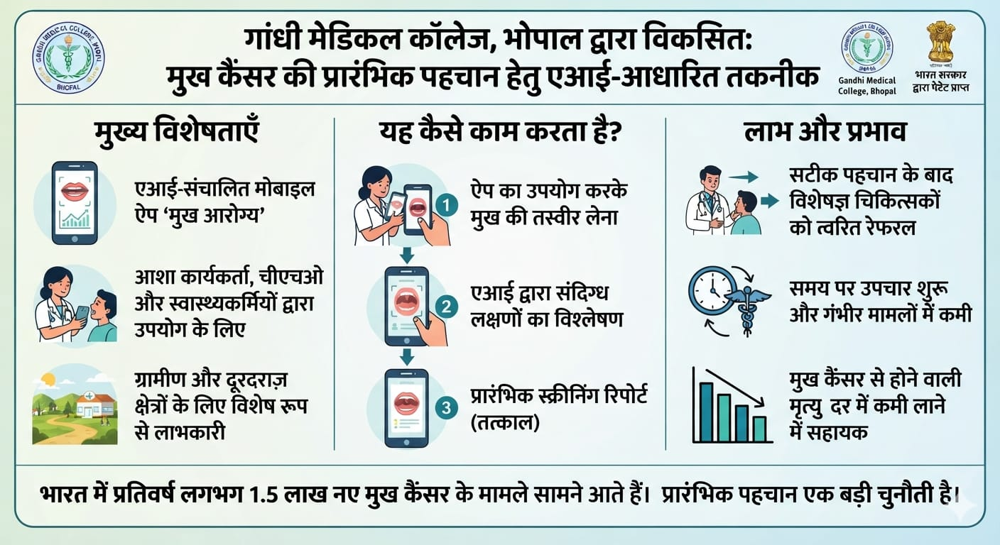 गांधी मेडिकल कॉलेज, भोपाल द्वारा विकसित:
मुख कैंसर की प्रारंभिक पहचान हेतु एआई-आधारित तकनीक
BHOPAL
Gandhi Medical
College, Bhopal
भारत सरकार
द्वारा पेटेंट प्राप्त
मुख्य विशेषताएँ
एआई-संचालित मोबाइल
ऐप ‘मुख आरोग्य’
आशा कार्यकर्ता, चीएचओ
और स्वास्थ्यकर्मियों द्वारा
उपयोग के लिए
ग्रामीण और दूरदराज़
क्षेत्रों के लिए विशेष रूप
से लाभकारी
यह कैसे काम करता है?
1
ऐप का उपयोग करके
मुख की तस्वीर लेना
2
एआई द्वारा संदिग्ध
लक्षणों का विश्लेषण
3
प्रारंभिक स्क्रीनिंग रिपोर्ट
(तत्काल)
लाभ और प्रभाव
सटीक पहचान के बाद
विशेषज्ञ चिकित्सकों
को त्वरित रेफरल
समय पर उपचार शुरू
और गंभीर मामलों में कमी
मुख कैंसर से होने वाली
मृत्यु दर में कमी लाने
में सहायक
भारत में प्रतिवर्ष लगभग 1.5 लाख नए मुख कैंसर के मामले सामने आते हैं। प्रारंभिक पहचान एक बड़ी चुनौती है।